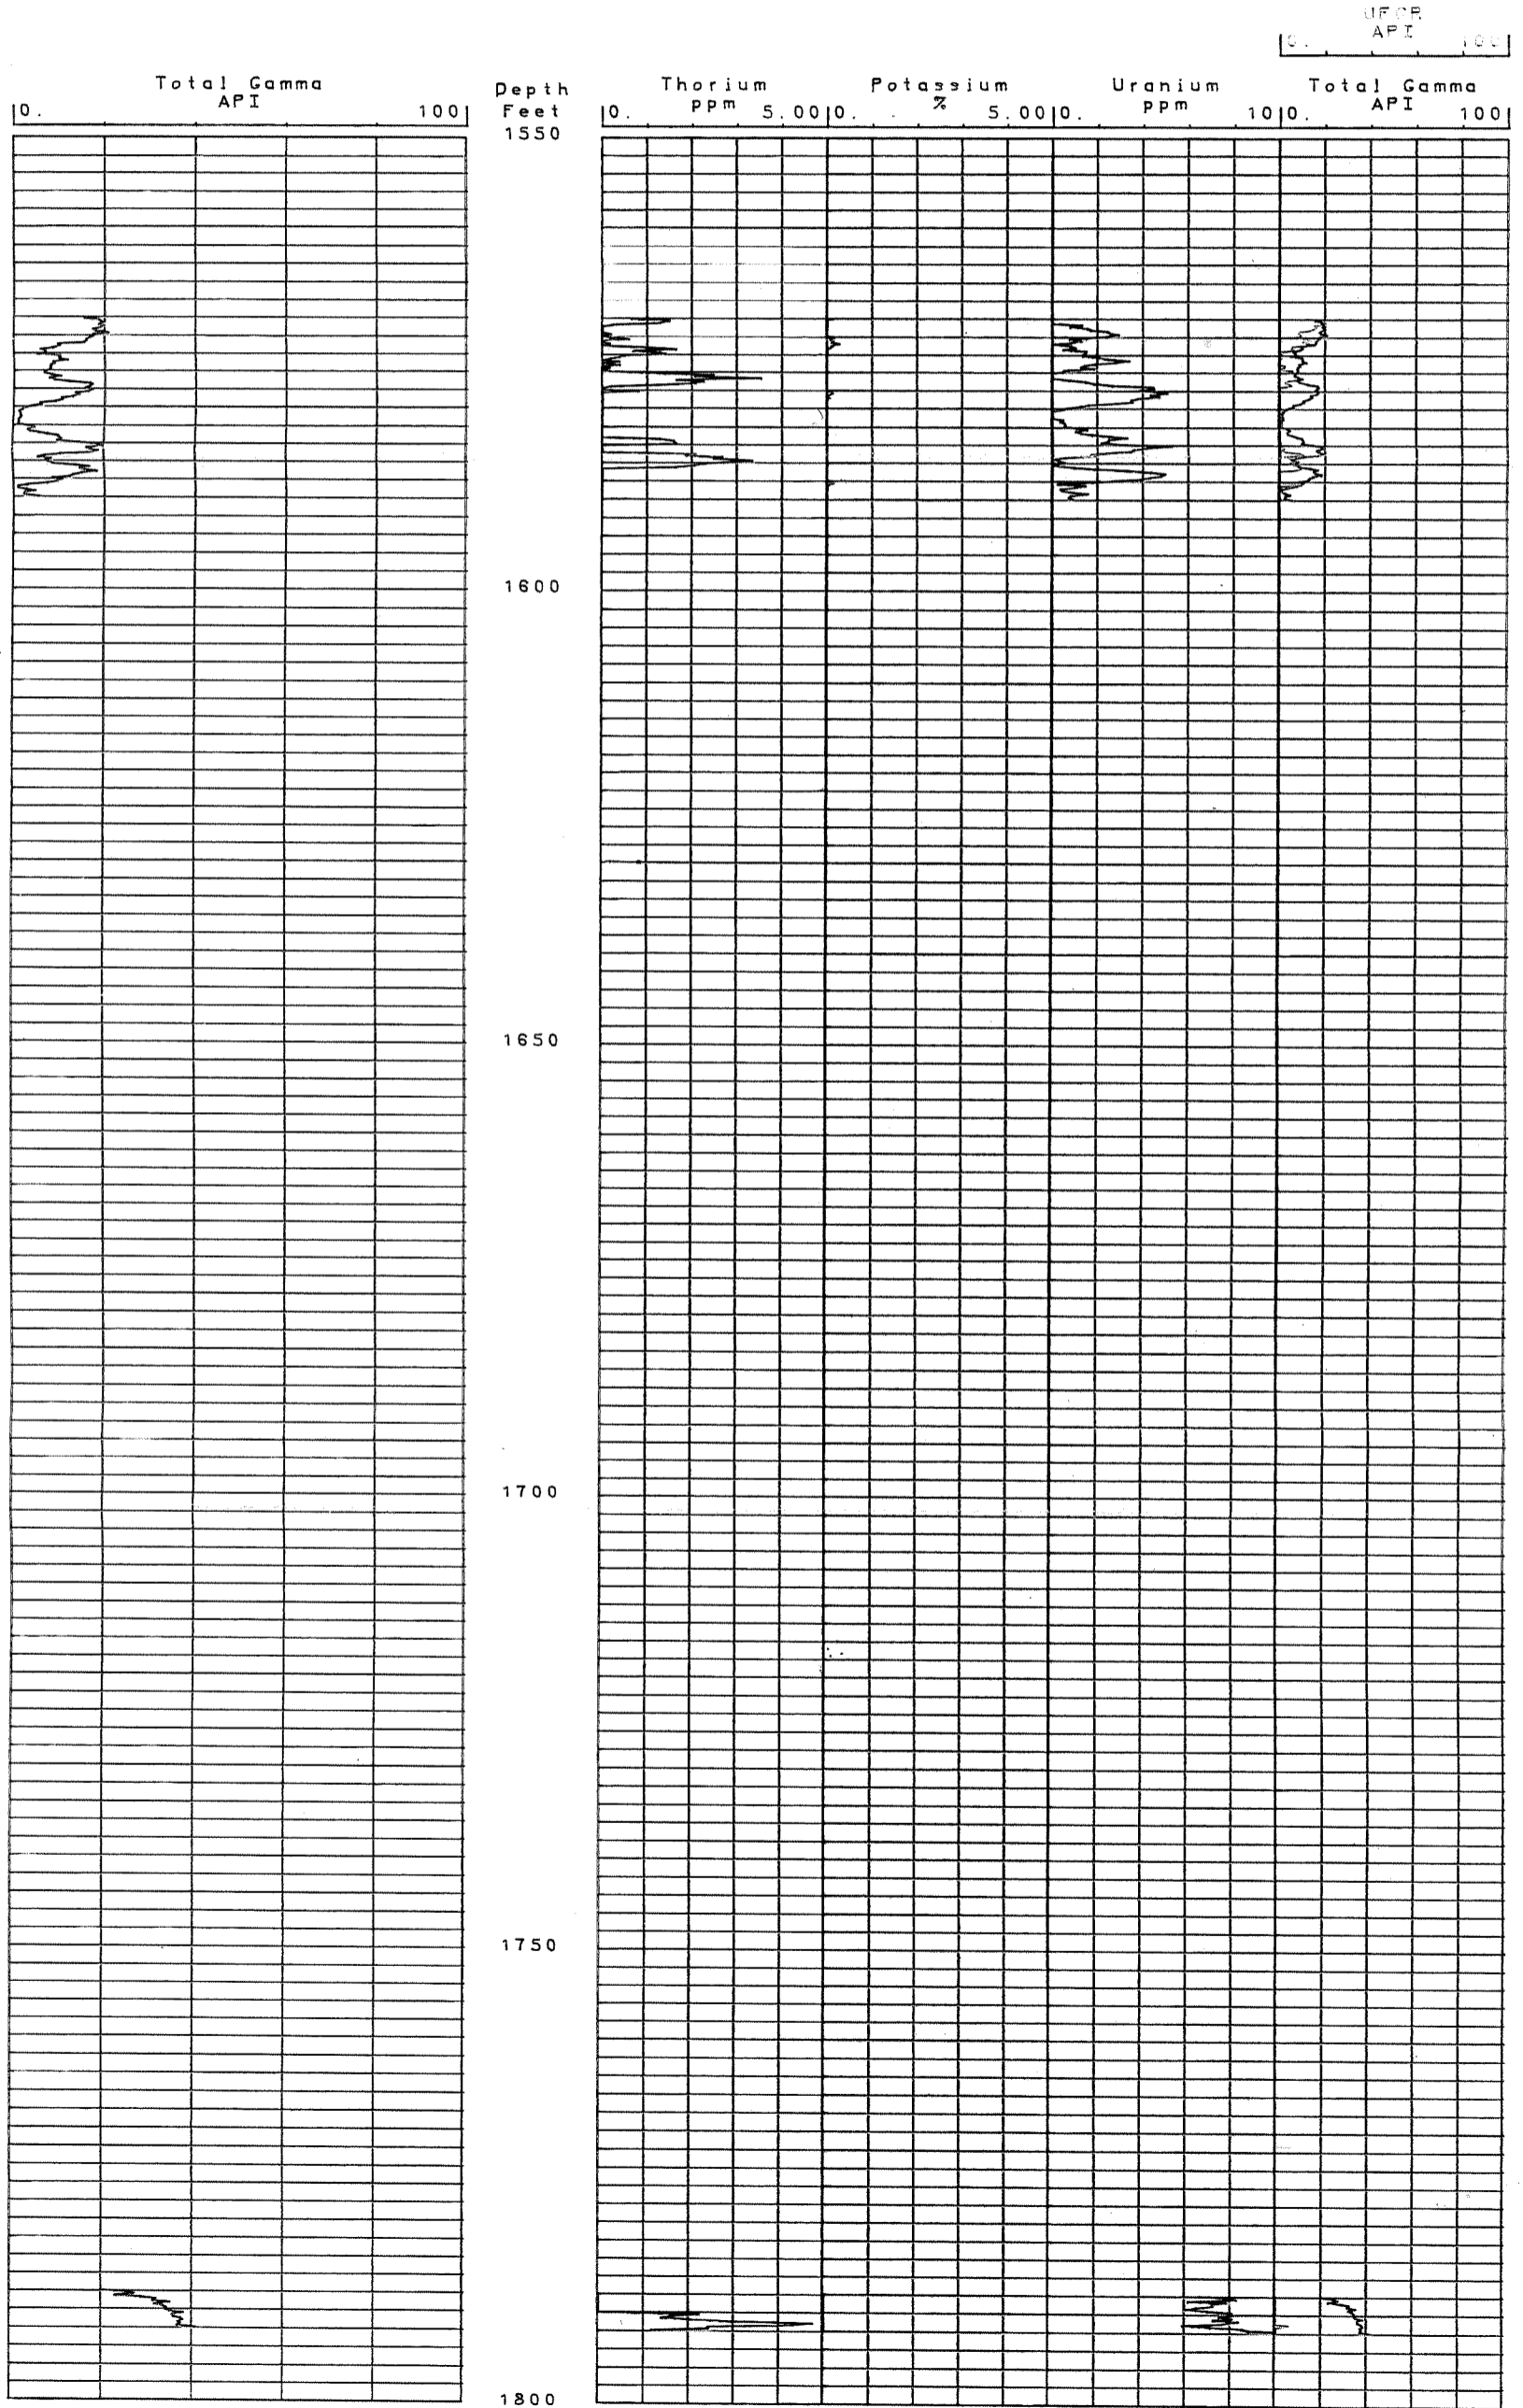 UFGR
API
0. 100
Total Gamma
API
0. 100
Depth
Feet
Thorium
ppm
0. 5.00
Potassium
%
0. 5.00
Uranium
ppm
0. 10
Total Gamma
API
0. 100
1550
1600
1650
1700
1750
1800